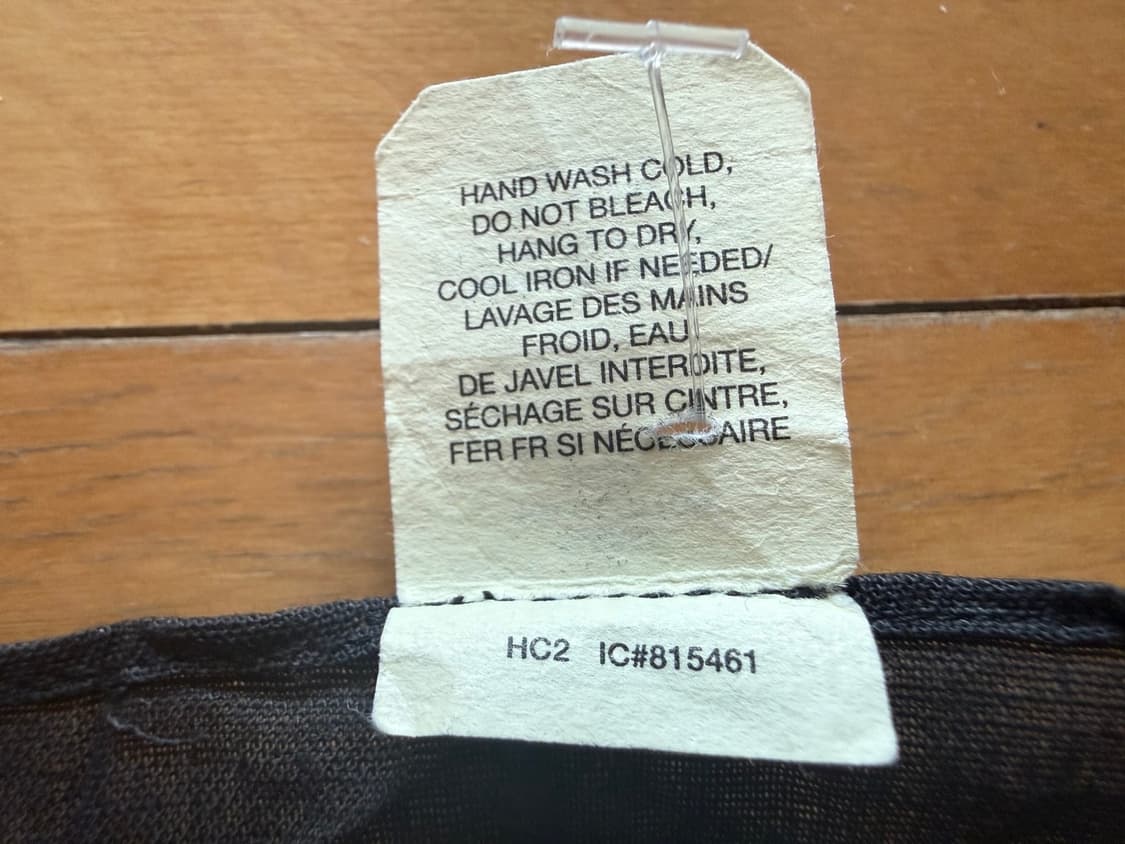 HAND WASH COLD,
DO NOT BLEACH,
HANG TO DRY,
COOL IRON IF NEEDED/
LAVAGE DES MAINS
FROID, EAU
DE JAVEL INTERDITE,
SÉCHAGE SUR CINTRE,
FER FR SI NÉCESSAIRE
HC2 IC#815461